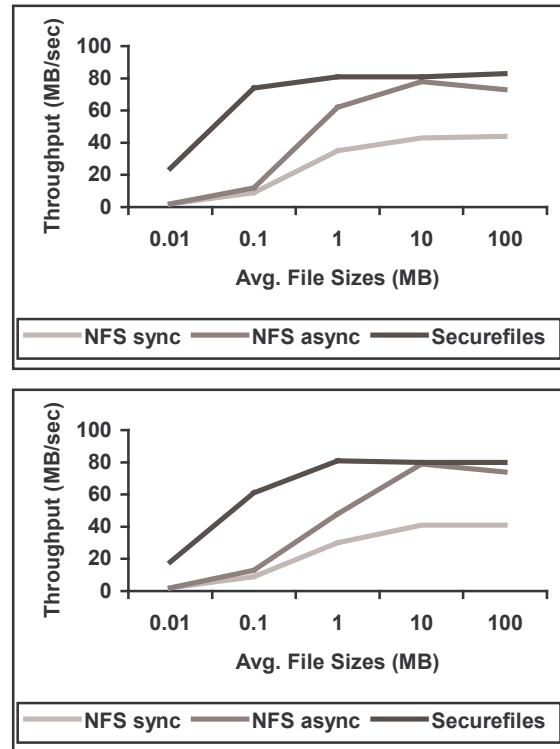 Throughput (MB/sec)
100
80
60
40
20
0
0.01 0.1 1 10 100
Avg. File Sizes (MB)
NFS sync NFS async Securefiles
Throughput (MB/sec)
100
80
60
40
20
0
0.01 0.1 1 10 100
Avg. File Sizes (MB)
NFS sync NFS async Securefiles